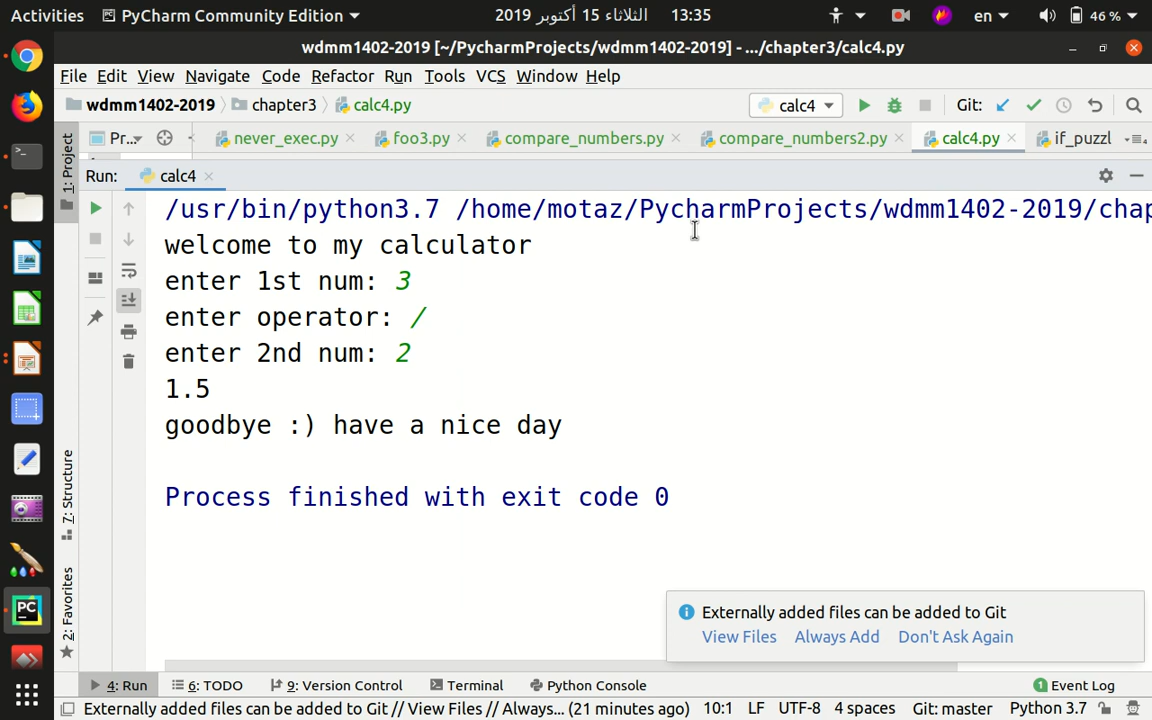 Activities PyCharm Community Edition الثلاثاء 15 أكتوبر 2019 13:35 en 46 %
wdmm1402-2019 [~/PycharmProjects/wdmm1402-2019] - .../chapter3/calc4.py
File Edit View Navigate Code Refactor Run Tools VCS Window Help
wdmm1402-2019 chapter3 calc4.py calc4 Git:
1: Project
Pr... never_exec.py foo3.py compare_numbers.py compare_numbers2.py calc4.py if_puzzl
Run: calc4
/usr/bin/python3.7 /home/motaz/PycharmProjects/wdmm1402-2019/chap
welcome to my calculator
enter 1st num: 3
enter operator: /
enter 2nd num: 2
1.5
goodbye :) have a nice day
Process finished with exit code 0
7: Structure
2: Favorites
Externally added files can be added to Git
View Files Always Add Don't Ask Again
4: Run 6: TODO 9: Version Control Terminal Python Console 1 Event Log
Externally added files can be added to Git // View Files // Always... (21 minutes ago) 10:1 LF UTF-8 4 spaces Git: master Python 3.7